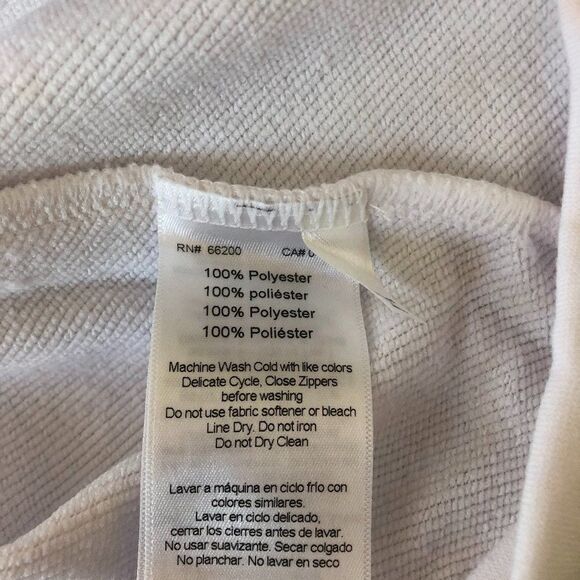 RN# 66200 CA# 0
100% Polyester
100% poliéster
100% Polyester
100% Poliéster
Machine Wash Cold with like colors
Delicate Cycle, Close Zippers
before washing
Do not use fabric softener or bleach
Line Dry. Do not iron
Do not Dry Clean
Lavar a máquina en ciclo frío con
colores similares.
Lavar en ciclo delicado,
cerrar los cierres antes de lavar.
No usar suavizante. Secar colgado
No planchar. No lavar en seco